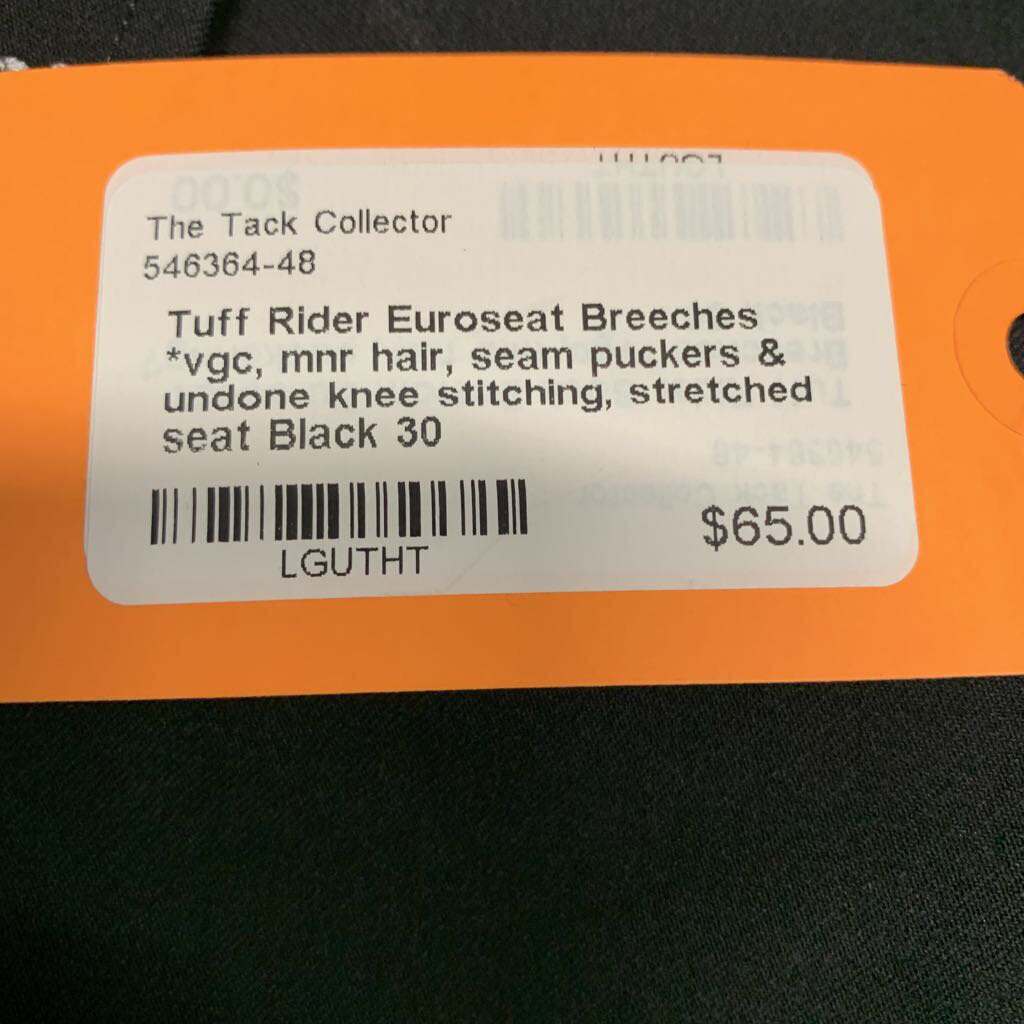 The Tack Collector
546364-48
Tuff Rider Euroseat Breeches
*vgc, mnr hair, seam puckers &
undone knee stitching, stretched
seat Black 30
LGUTHT
$65.00